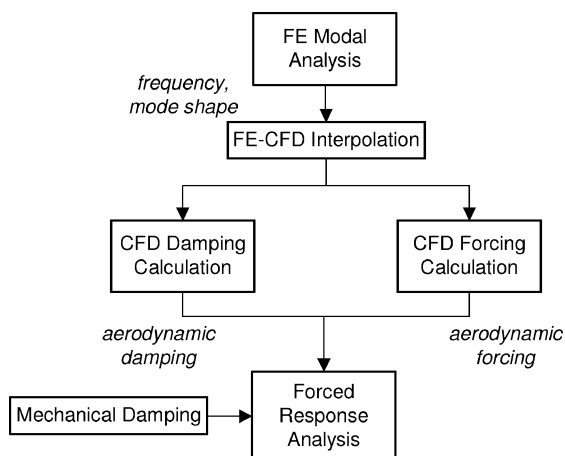 FE Modal
Analysis
frequency,
mode shape
FE-CFD Interpolation
CFD Damping
Calculation
CFD Forcing
Calculation
aerodynamic
damping
aerodynamic
forcing
Mechanical Damping
Forced
Response
Analysis